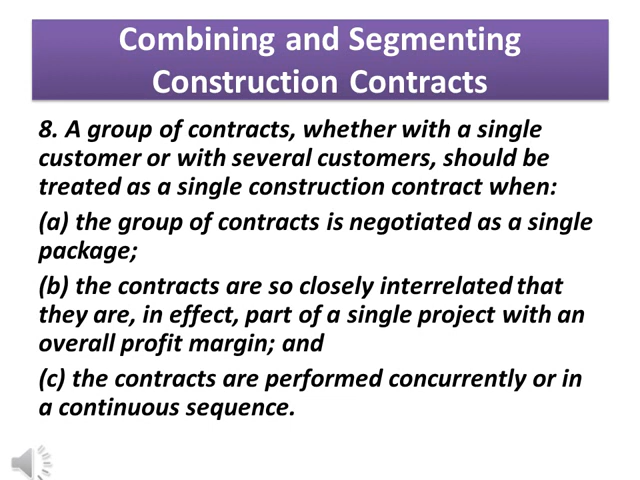 Combining and Segmenting
Construction Contracts
8. A group of contracts, whether with a single
customer or with several customers, should be
treated as a single construction contract when:
(a) the group of contracts is negotiated as a single
package;
(b) the contracts are so closely interrelated that
they are, in effect, part of a single project with an
overall profit margin; and
(c) the contracts are performed concurrently or in
a continuous sequence.